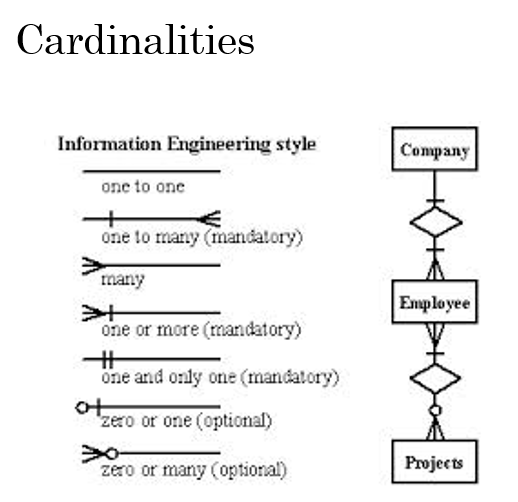 Cardinalities
Information Engineering style
one to one
one to many (mandatory)
many
one or more (mandatory)
one and only one (mandatory)
zero or one (optional)
zero or many (optional)
Company
Employee
Projects